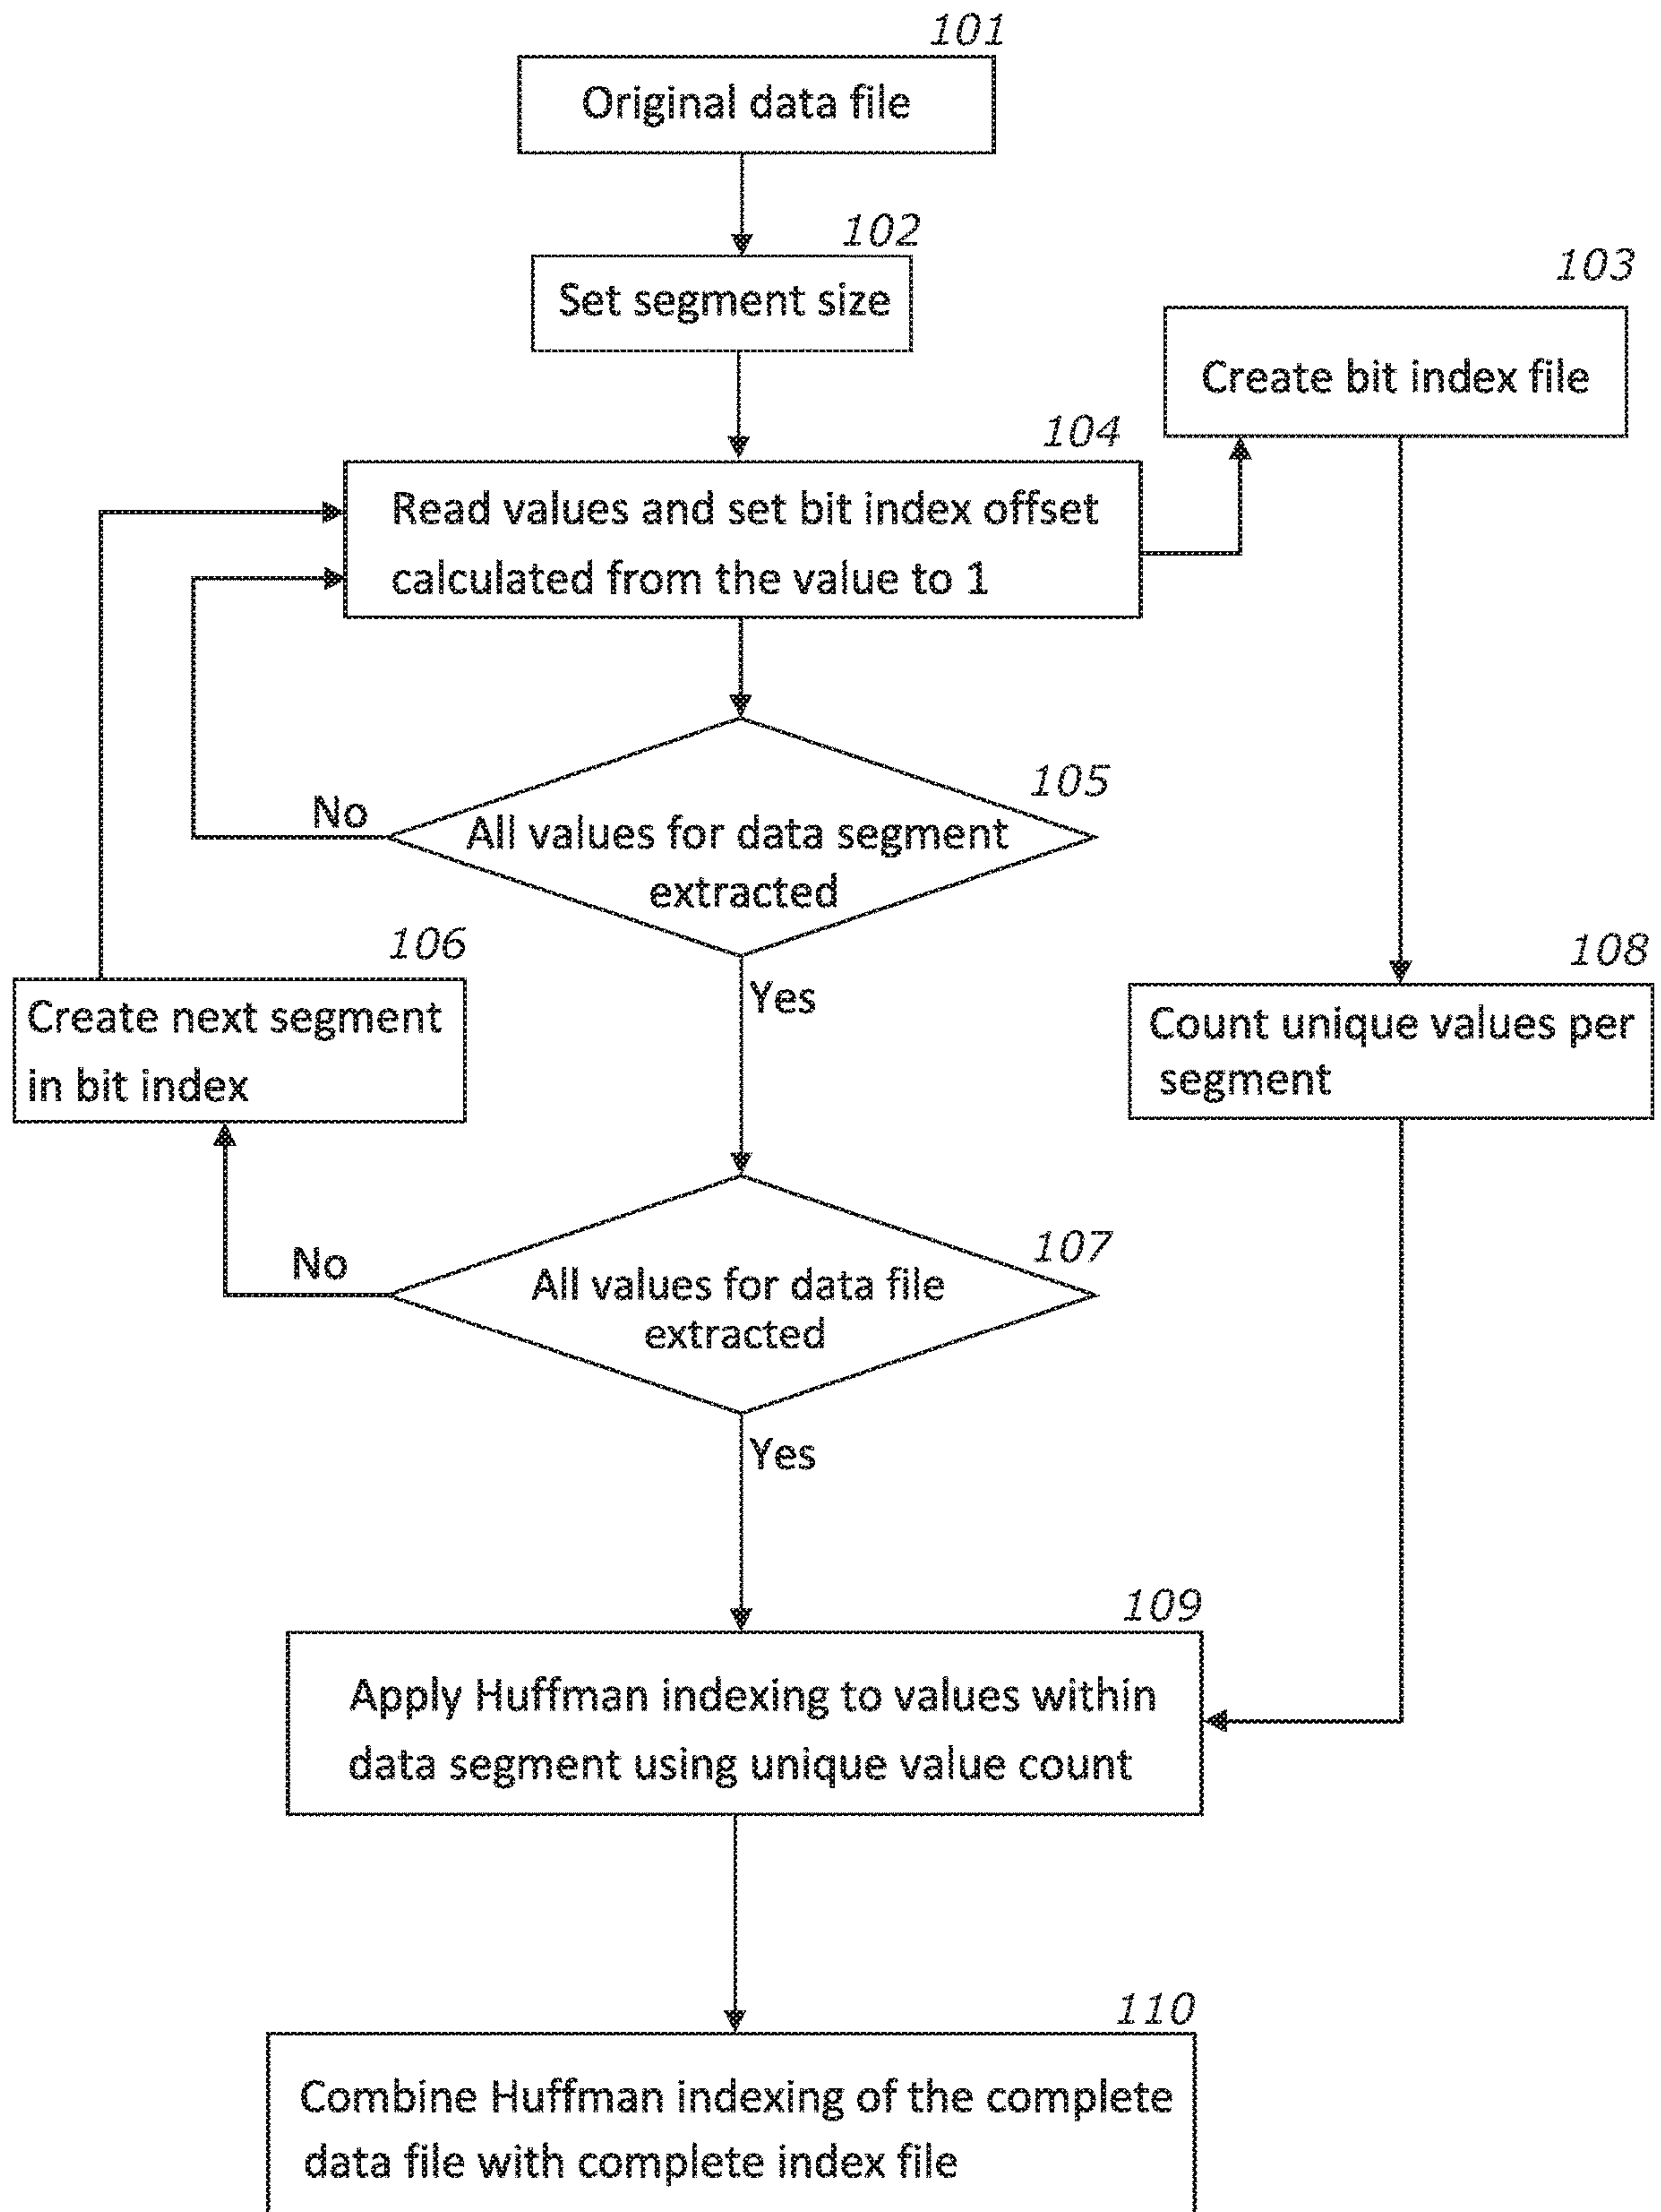 101
Original data file
102
Set segment size
103
Create bit index file
104
Read values and set bit index offset
calculated from the value to 1
105
No
All values for data segment
extracted
106
Yes
Create next segment
in bit index
108
Count unique values per
segment
107
No
All values for data file
extracted
Yes
109
Apply Huffman indexing to values within
data segment using unique value count
110
Combine Huffman indexing of the complete
data file with complete index file